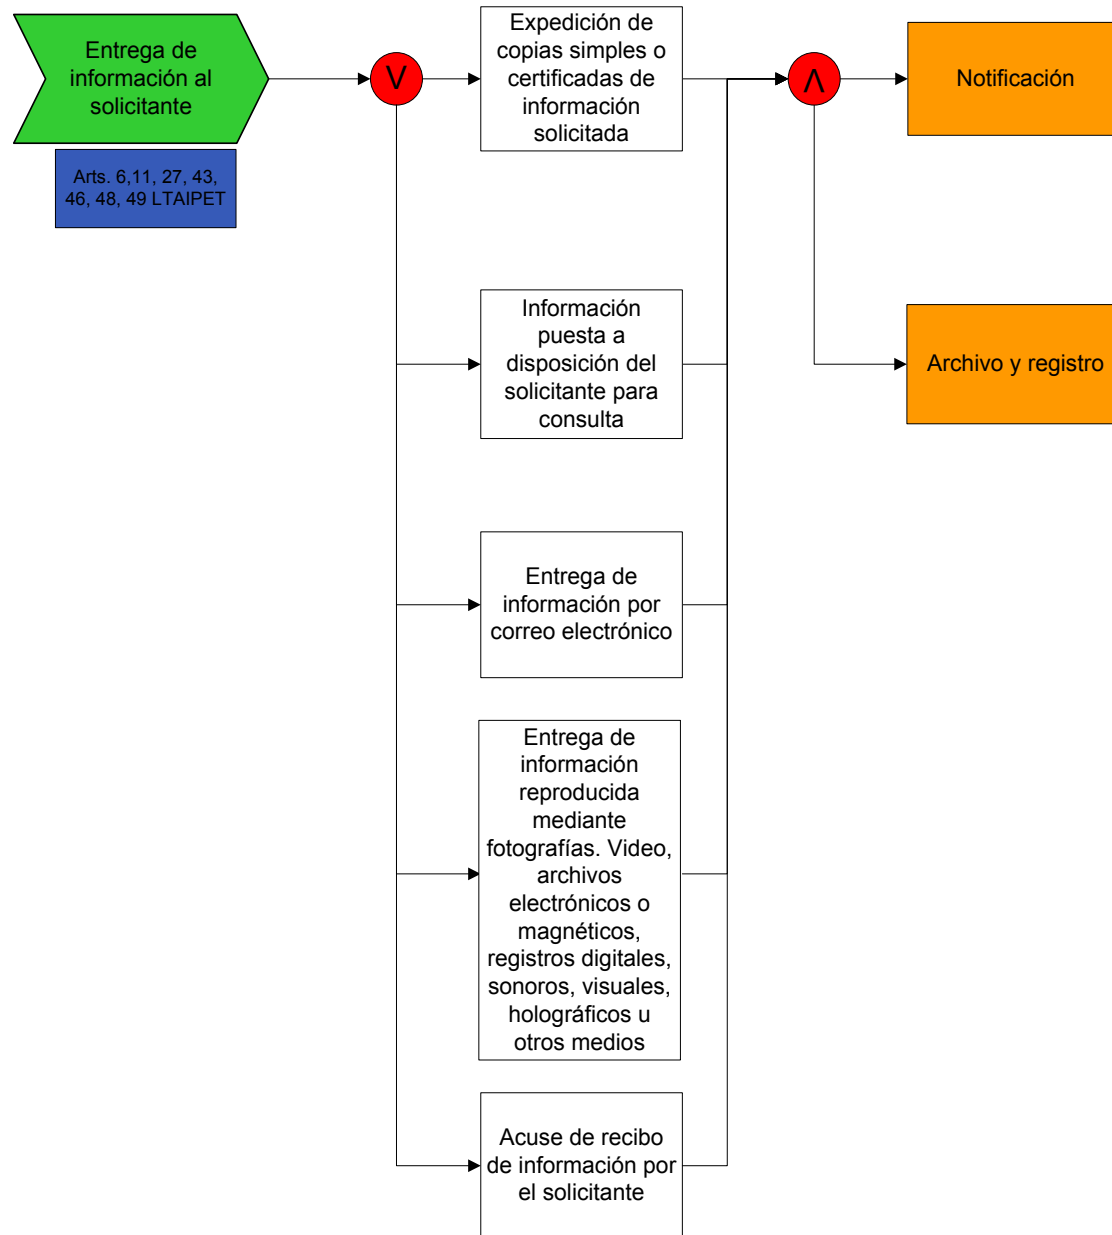 Entrega de
información al
solicitante
Arts. 6,11, 27, 43,
46, 48, 49 LTAIPET
V
Expedición de
copias simples o
certificadas de
información
solicitada
Λ
Notificación
Información
puesta a
disposición del
solicitante para
consulta
Archivo y registro
Entrega de
información por
correo electrónico
Entrega de
información
reproducida
mediante
fotografías. Video,
archivos
electrónicos o
magnéticos,
registros digitales,
sonoros, visuales,
holográficos u
otros medios
Acuse de recibo
de información por
el solicitante